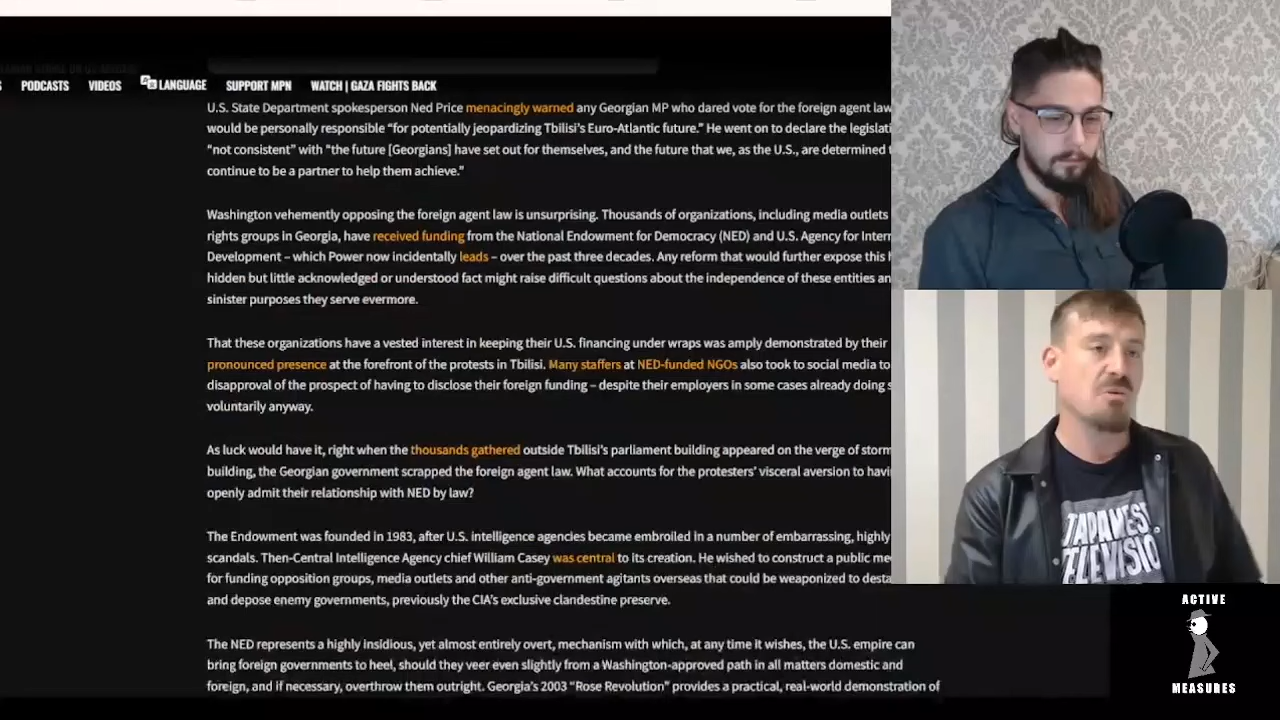 PODCASTS VIDEOS LANGUAGE SUPPORT MPN WATCH | GAZA FIGHTS BACK
U.S. State Department spokesperson Ned Price menacingly warned any Georgian MP who dared vote for the foreign agent law
would be personally responsible “for potentially jeopardizing Tbilisi’s Euro-Atlantic future.” He went on to declare the
“not consistent” with “the future [Georgians] have set out for themselves, and the future that we, as the U.S., are determined
continue to be a partner to help them achieve.”
Washington vehemently opposing the foreign agent law is unsurprising. Thousands of organizations, including media outlets
rights groups in Georgia, have received funding from the National Endowment for Democracy (NED) and U.S. Agency for
Development – which Power now incidentally leads – over the past three decades. Any reform that would further expose this
hidden but little acknowledged or understood fact might raise difficult questions about the independence of these entities
sinister purposes they serve evermore.
That these organizations have a vested interest in keeping their U.S. financing under wraps was amply demonstrated by their
pronounced presence at the forefront of the protests in Tbilisi. Many staffers at NED-funded NGOs also took to social media to
disapproval of the prospect of having to disclose their foreign funding – despite their employers in some cases already doing
voluntarily anyway.
As luck would have it, right when the thousands gathered outside Tbilisi’s parliament building appeared on the verge of
building, the Georgian government scrapped the foreign agent law. What accounts for the protesters’ visceral aversion to
openly admit their relationship with NED by law?
The Endowment was founded in 1983, after U.S. intelligence agencies became embroiled in a number of embarrassing, highly
scandals. Then-Central Intelligence Agency chief William Casey was central to its creation. He wished to construct a public
for funding opposition groups, media outlets and other anti-government agitants overseas that could be weaponized to
and depose enemy governments, previously the CIA’s exclusive clandestine preserve.
The NED represents a highly insidious, yet almost entirely overt, mechanism with which, at any time it wishes, the U.S. empire can
bring foreign governments to heel, should they veer even slightly from a Washington-approved path in all matters domestic and
foreign, and if necessary, overthrow them outright. Georgia’s 2003 “Rose Revolution” provides a practical, real-world demonstration of
ACTIVE
MEASURES